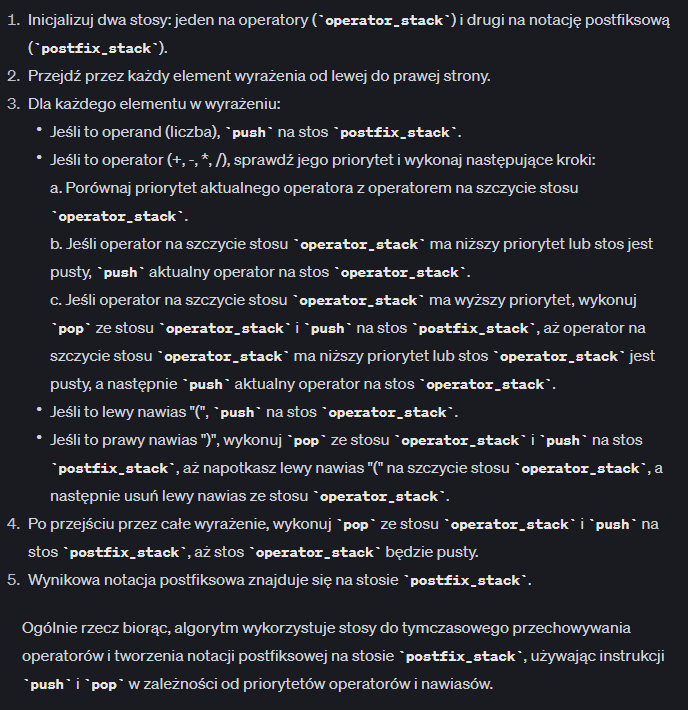 1. Inicjalizuj dwa stosy: jeden na operatory (`operator_stack`) i drugi na notację postfiksową
(`postfix_stack`).
2. Przejdź przez każdy element wyrażenia od lewej do prawej strony.
3. Dla każdego elementu w wyrażeniu:
• Jeśli to operand (liczba), `push` na stos `postfix_stack`.
• Jeśli to operator (+, -, *, /), sprawdź jego priorytet i wykonaj następujące kroki:
a. Porównaj priorytet aktualnego operatora z operatorem na szczycie stosu
`operator_stack`.
b. Jeśli operator na szczycie stosu `operator_stack` ma niższy priorytet lub stos jest
pusty, `push` aktualny operator na stos `operator_stack`.
c. Jeśli operator na szczycie stosu `operator_stack` ma wyższy priorytet, wykonuj
`pop` ze stosu `operator_stack` i `push` na stos `postfix_stack`, aż operator na
szczycie stosu `operator_stack` ma niższy priorytet lub stos `operator_stack` jest
pusty, a następnie `push` aktualny operator na stos `operator_stack`.
• Jeśli to lewy nawias "(", `push` na stos `operator_stack`.
• Jeśli to prawy nawias ")", wykonuj `pop` ze stosu `operator_stack` i `push` na stos
`postfix_stack`, aż napotkasz lewy nawias "(" na szczycie stosu `operator_stack`, a
następnie usuń lewy nawias ze stosu `operator_stack`.
4. Po przejściu przez całe wyrażenie, wykonuj `pop` ze stosu `operator_stack` i `push` na
stos `postfix_stack`, aż stos `operator_stack` będzie pusty.
5. Wynikowa notacja postfiksowa znajduje się na stosie `postfix_stack`.
Ogólnie rzecz biorąc, algorytm wykorzystuje stosy do tymczasowego przechowywania
operatorów i tworzenia notacji postfiksowej na stosie `postfix_stack`, używając instrukcji
`push` i `pop` w zależności od priorytetów operatorów i nawiasów.